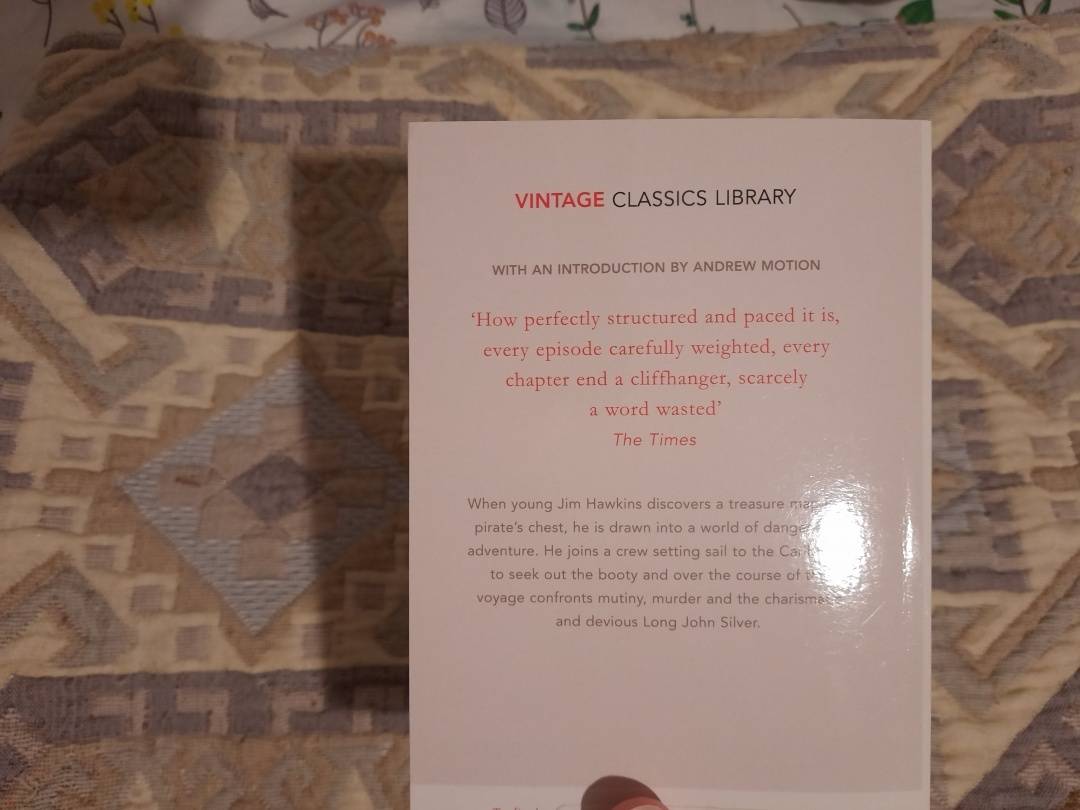 VINTAGE CLASSICS LIBRARY
WITH AN INTRODUCTION BY ANDREW MOTION
‘How perfectly structured and paced it is,
every episode carefully weighted, every
chapter end a cliffhanger, scarcely
a word wasted’
The Times
When young Jim Hawkins discovers a treasure
pirate's chest, he is drawn into a world of
adventure. He joins a crew setting sail to the
to seek out the booty and over the course of
voyage confronts mutiny, murder and the
and devious Long John Silver.